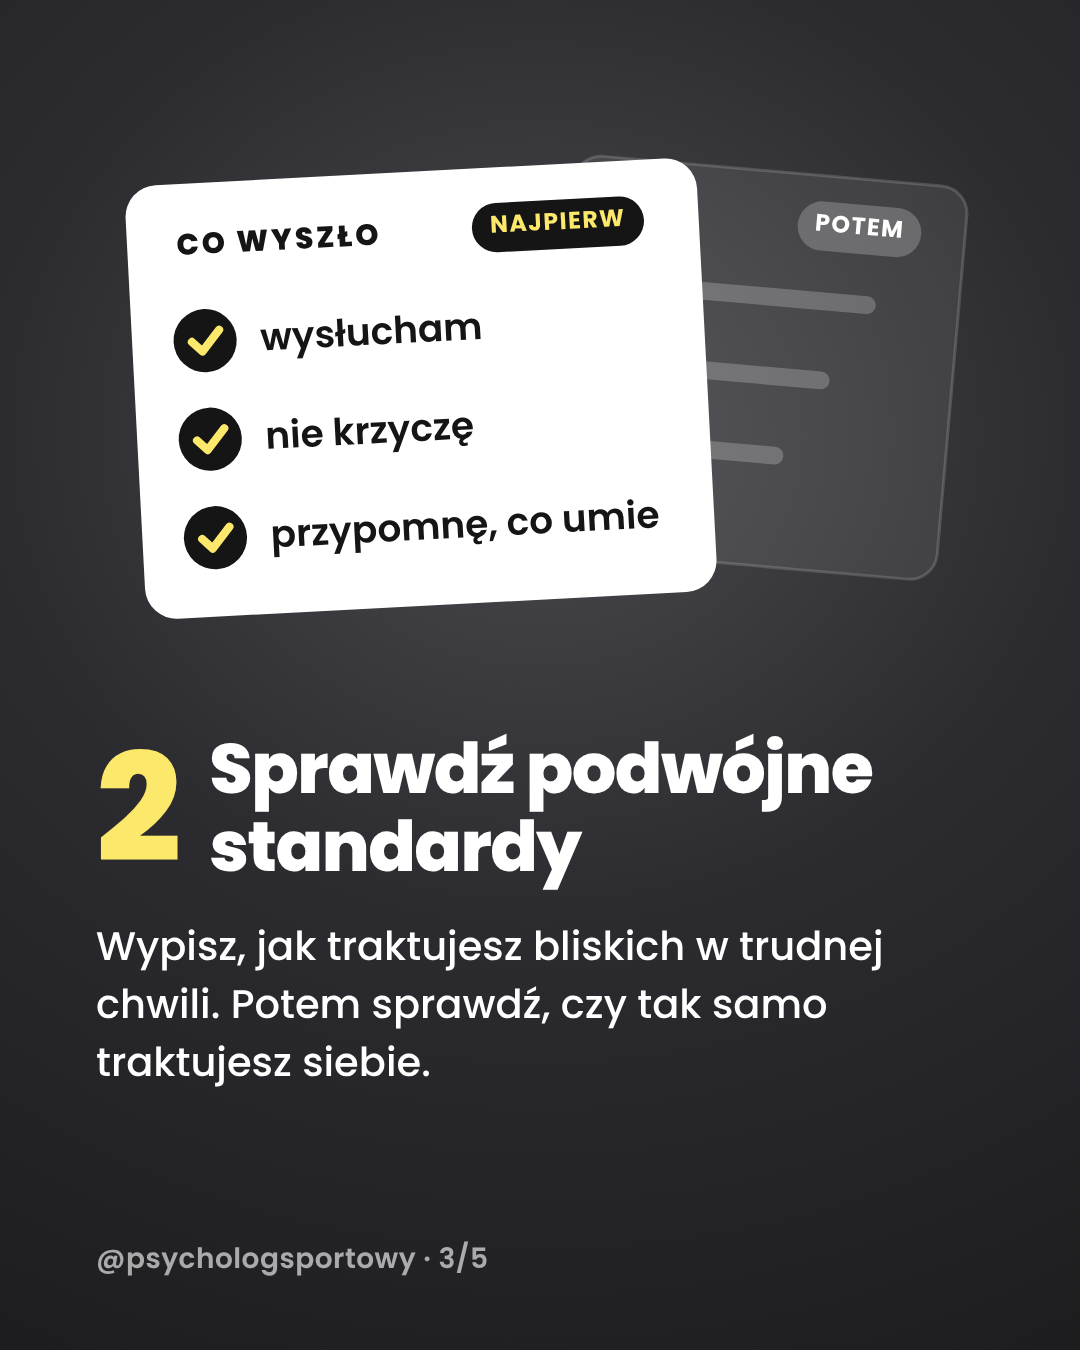 CO WYSZŁO
NAJPIERW
POTEM
wysłucham
nie krzyczę
przypomnę, co umie
2
Sprawdź podwójne
standardy
Wypisz, jak traktujesz bliskich w trudnej
chwili. Potem sprawdź, czy tak samo
traktujesz siebie.
@psychologsportowy · 3/5